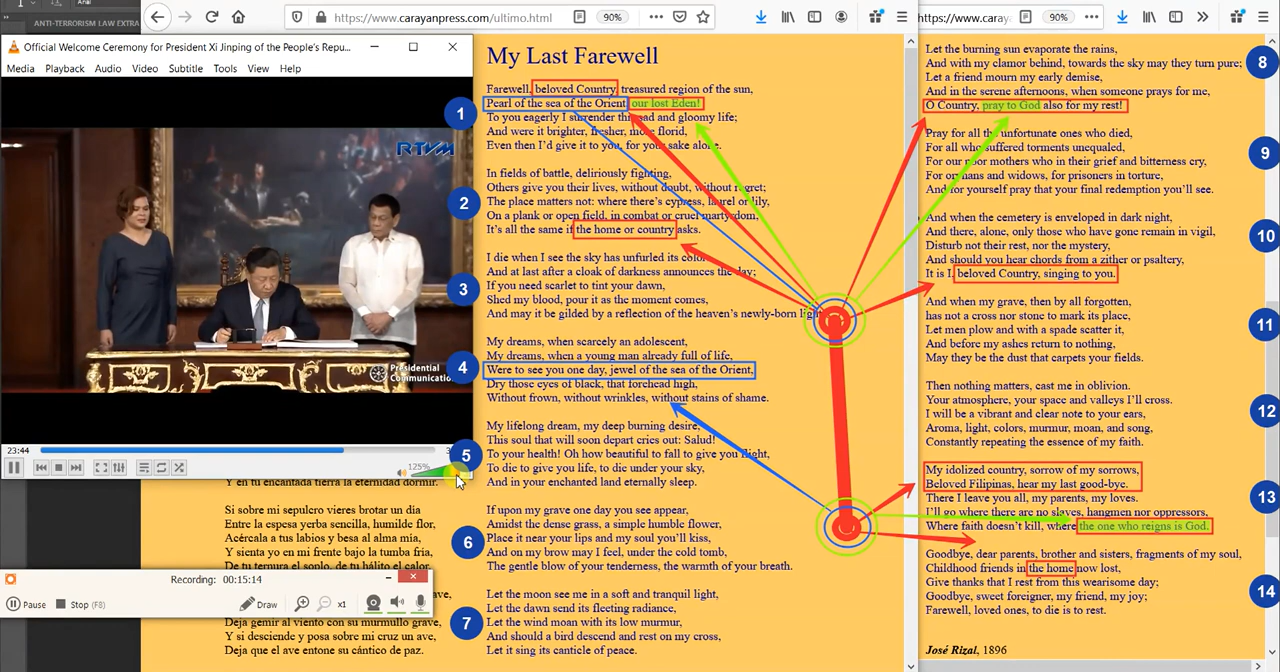 ANTI-TERRORISM LAW EXTRA
https://www.carayanpress.com/ultimo.html
90%
https://www.caray
90%
Official Welcome Ceremony for President Xi Jinping of the People's Repu...
Media Playback Audio Video Subtitle Tools View Help
RTVM
Presidential
Communicatio
23:44
125%
Y en tu encantada tierra la eternidad dormir.
Si sobre mi sepulcro vieres brotar un día
Entre la espesa yerba sencilla, humilde flor,
Acércala a tus labios y besa al alma mía,
Y sienta yo en mi frente bajo la tumba fría,
De tu ternura el soplo, de tu hálito el calor.
Recording: 00:15:14
Pause Stop (F8) Draw x1
Deja gemir al viento con su murmullo grave,
Y si desciende y posa sobre mi cruz un ave,
Deja que el ave entone su cántico de paz.
My Last Farewell
1
Farewell, beloved Country, treasured region of the sun,
Pearl of the sea of the Orient, our lost Eden!
To you eagerly I surrender this sad and gloomy life;
And were it brighter, fresher, more florid,
Even then I'd give it to you, for your sake alone.
2
In fields of battle, deliriously fighting,
Others give you their lives, without doubt, without regret;
The place matters not: where there's cypress, laurel or lily,
On a plank or open field, in combat or cruel martyrdom,
It's all the same if the home or country asks.
3
I die when I see the sky has unfurled its colors
And at last after a cloak of darkness announces the day;
If you need scarlet to tint your dawn,
Shed my blood, pour it as the moment comes,
And may it be gilded by a reflection of the heaven's newly-born light.
4
My dreams, when scarcely an adolescent,
My dreams, when a young man already full of life,
Were to see you one day, jewel of the sea of the Orient,
Dry those eyes of black, that forehead high,
Without frown, without wrinkles, without stains of shame.
5
My lifelong dream, my deep burning desire,
This soul that will soon depart cries out: Salud!
To your health! Oh how beautiful to fall to give you flight,
To die to give you life, to die under your sky,
And in your enchanted land eternally sleep.
6
If upon my grave one day you see appear,
Amidst the dense grass, a simple humble flower,
Place it near your lips and my soul you'll kiss,
And on my brow may I feel, under the cold tomb,
The gentle blow of your tenderness, the warmth of your breath.
7
Let the moon see me in a soft and tranquil light,
Let the dawn send its fleeting radiance,
Let the wind moan with its low murmur,
And should a bird descend and rest on my cross,
Let it sing its canticle of peace.
8
Let the burning sun evaporate the rains,
And with my clamor behind, towards the sky may they turn pure;
Let a friend mourn my early demise,
And in the serene afternoons, when someone prays for me,
O Country, pray to God also for my rest!
9
Pray for all the unfortunate ones who died,
For all who suffered torments unequaled,
For our poor mothers who in their grief and bitterness cry,
For orphans and widows, for prisoners in torture,
And for yourself pray that your final redemption you'll see.
10
And when the cemetery is enveloped in dark night,
And there, alone, only those who have gone remain in vigil,
Disturb not their rest, nor the mystery,
And should you hear chords from a zither or psaltery,
It is I, beloved Country, singing to you.
11
And when my grave, then by all forgotten,
has not a cross nor stone to mark its place,
Let men plow and with a spade scatter it,
And before my ashes return to nothing,
May they be the dust that carpets your fields.
12
Then nothing matters, cast me in oblivion.
Your atmosphere, your space and valleys I'll cross.
I will be a vibrant and clear note to your ears,
Aroma, light, colors, murmur, moan, and song,
Constantly repeating the essence of my faith.
13
My idolized country, sorrow of my sorrows,
Beloved Filipinas, hear my last good-bye.
There I leave you all, my parents, my loves.
I'll go where there are no slaves, hangmen nor oppressors,
Where faith doesn't kill, where the one who reigns is God.
14
Goodbye, dear parents, brother and sisters, fragments of my soul,
Childhood friends in the home now lost,
Give thanks that I rest from this wearisome day;
Goodbye, sweet foreigner, my friend, my joy;
Farewell, loved ones, to die is to rest.
José Rizal, 1896